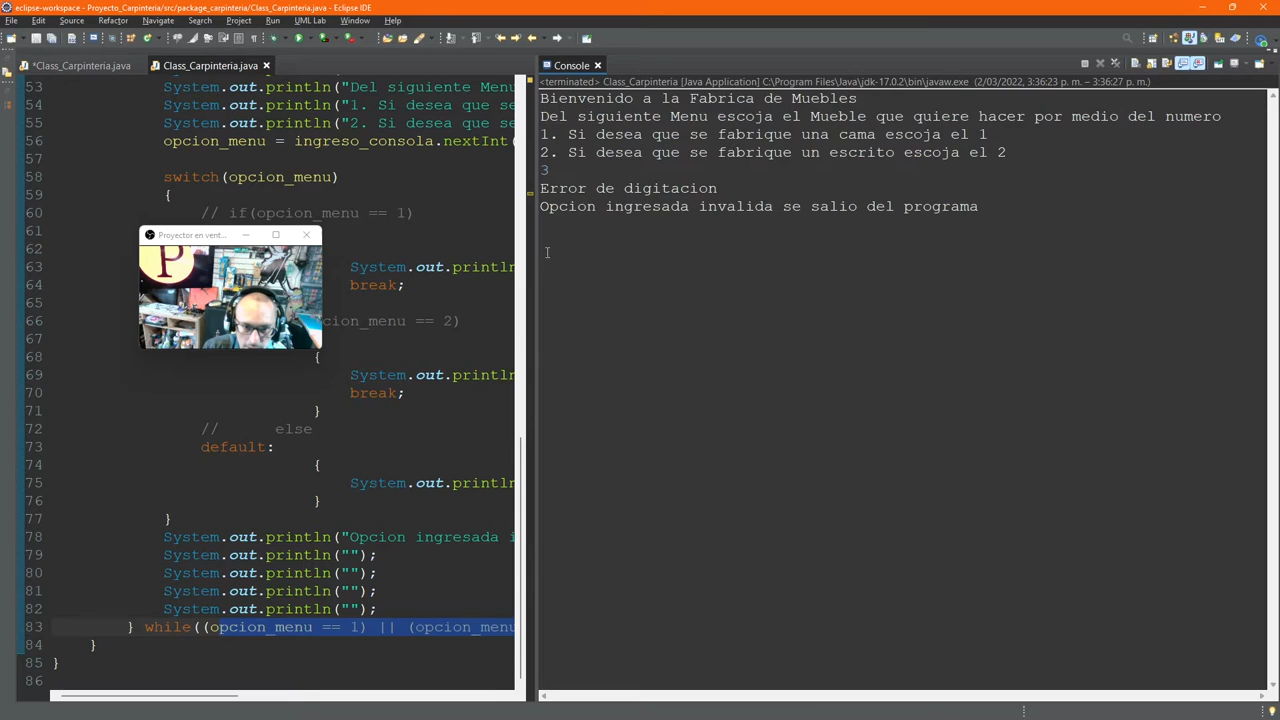 eclipse-workspace - Proyecto_Carpinteria/src/package_carpinteria/Class_Carpinteria.java - Eclipse IDE
File Edit Source Refactor Navigate Search Project Run UML Lab Window Help
*Class_Carpinteria.java Class_Carpinteria.java
53 System.out.println("Del siguiente Menu
54 System.out.println("1. Si desea que se
55 System.out.println("2. Si desea que se
56 opcion_menu = ingreso_consola.nextInt(
57
58 switch(opcion_menu)
59 {
60 // if(opcion_menu == 1)
61
62
63 System.out.println
64 break;
65
66 cion_menu == 2)
67
68 {
69 System.out.println
70 break;
71 }
72 // else
73 default:
74 {
75 System.out.println
76 }
77 }
78 System.out.println("Opcion ingresada i
79 System.out.println("");
80 System.out.println("");
81 System.out.println("");
82 System.out.println("");
83 } while((opcion_menu == 1) || (opcion_menu
84 }
85 }
86
Proyector en vent...
P
Console
<terminated> Class_Carpinteria [Java Application] C:\Program Files\Java\jdk-17.0.2\bin\javaw.exe (2/03/2022, 3:36:23 p. m. – 3:36:27 p. m.)
Bienvenido a la Fabrica de Muebles
Del siguiente Menu escoja el Mueble que quiere hacer por medio del numero
1. Si desea que se fabrique una cama escoja el 1
2. Si desea que se fabrique un escrito escoja el 2
3
Error de digitacion
Opcion ingresada invalida se salio del programa